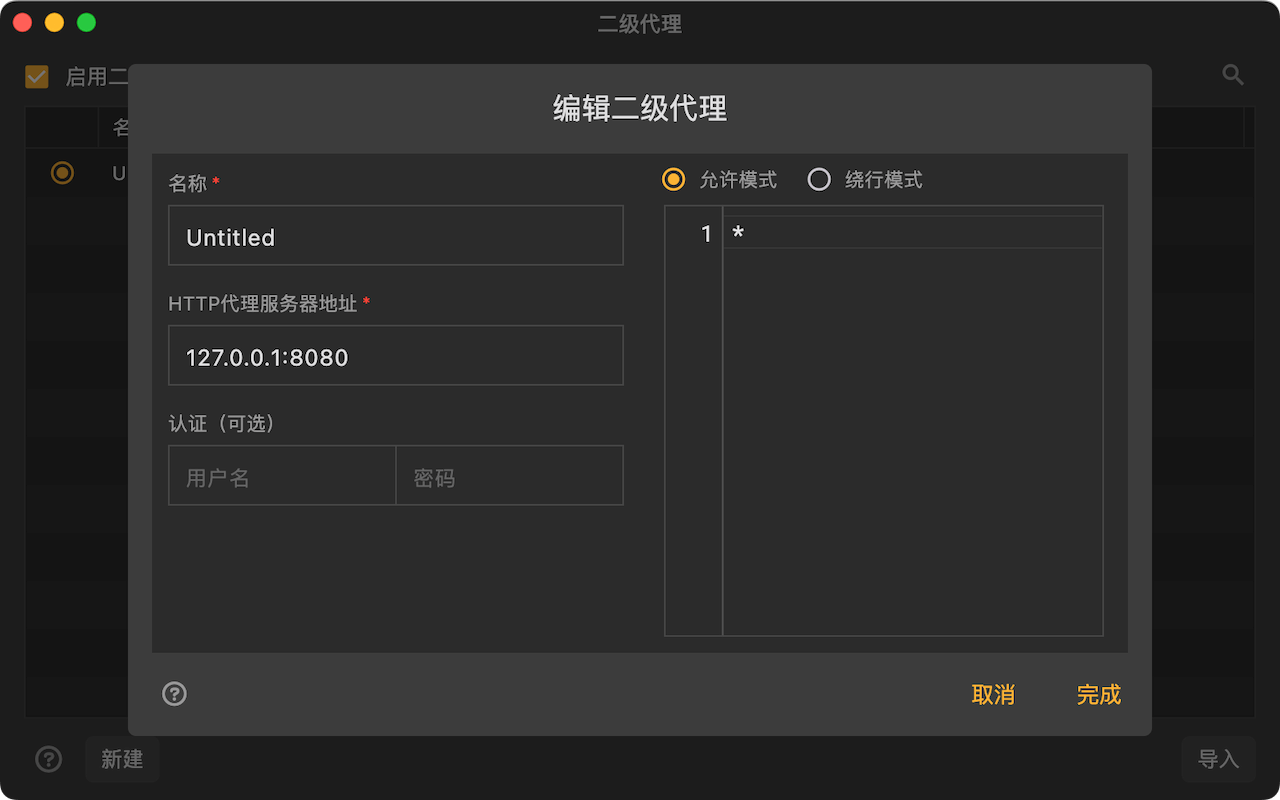 二级代理
启用二
名
U
编辑二级代理
名称 *
Untitled
HTTP代理服务器地址 *
127.0.0.1:8080
认证（可选）
用户名 密码
允许模式 绕行模式
1 *
取消 完成
新建 导入